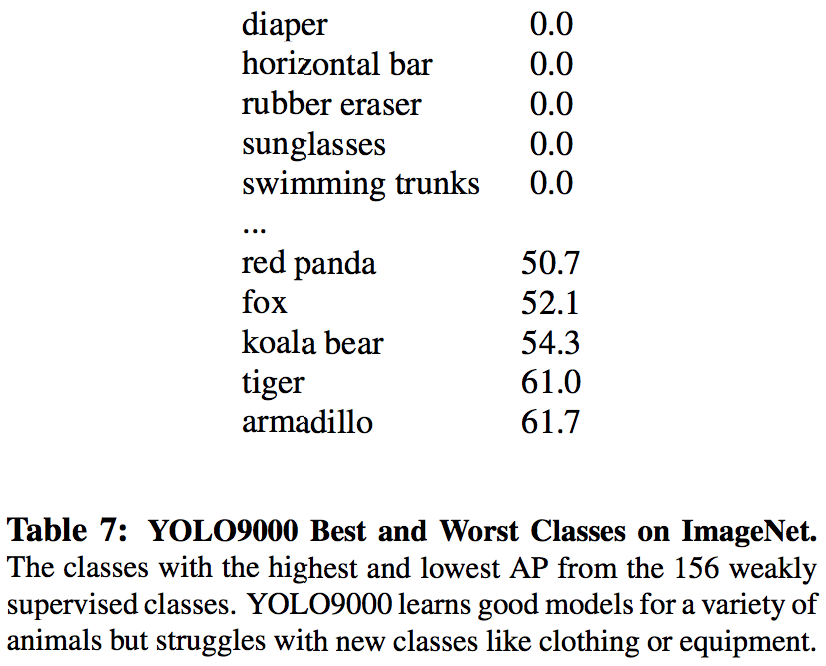 diaper 0.0
horizontal bar 0.0
rubber eraser 0.0
sunglasses 0.0
swimming trunks 0.0
...
red panda 50.7
fox 52.1
koala bear 54.3
tiger 61.0
armadillo 61.7
Table 7: YOLO9000 Best and Worst Classes on ImageNet.
The classes with the highest and lowest AP from the 156 weakly
supervised classes. YOLO9000 learns good models for a variety of
animals but struggles with new classes like clothing or equipment.